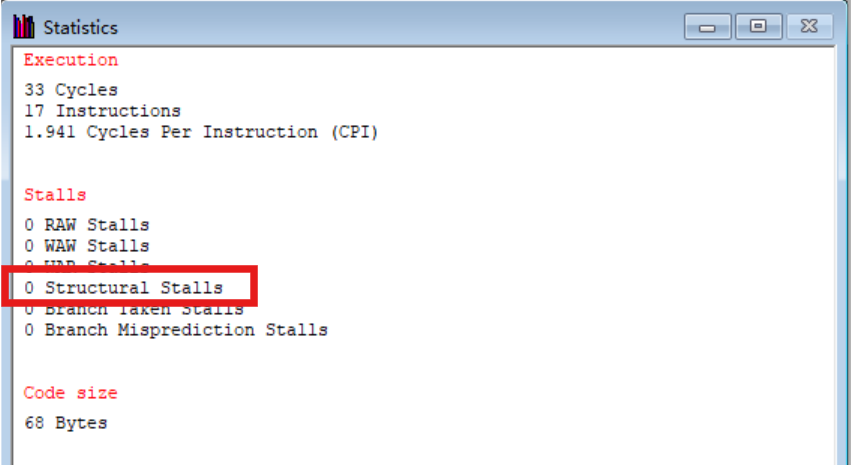 Statistics
Execution
33 Cycles
17 Instructions
1.941 Cycles Per Instruction (CPI)
Stalls
0 RAW Stalls
0 WAW Stalls
0 WAR Stalls
0 Structural Stalls
0 Branch Taken Stalls
0 Branch Misprediction Stalls
Code size
68 Bytes